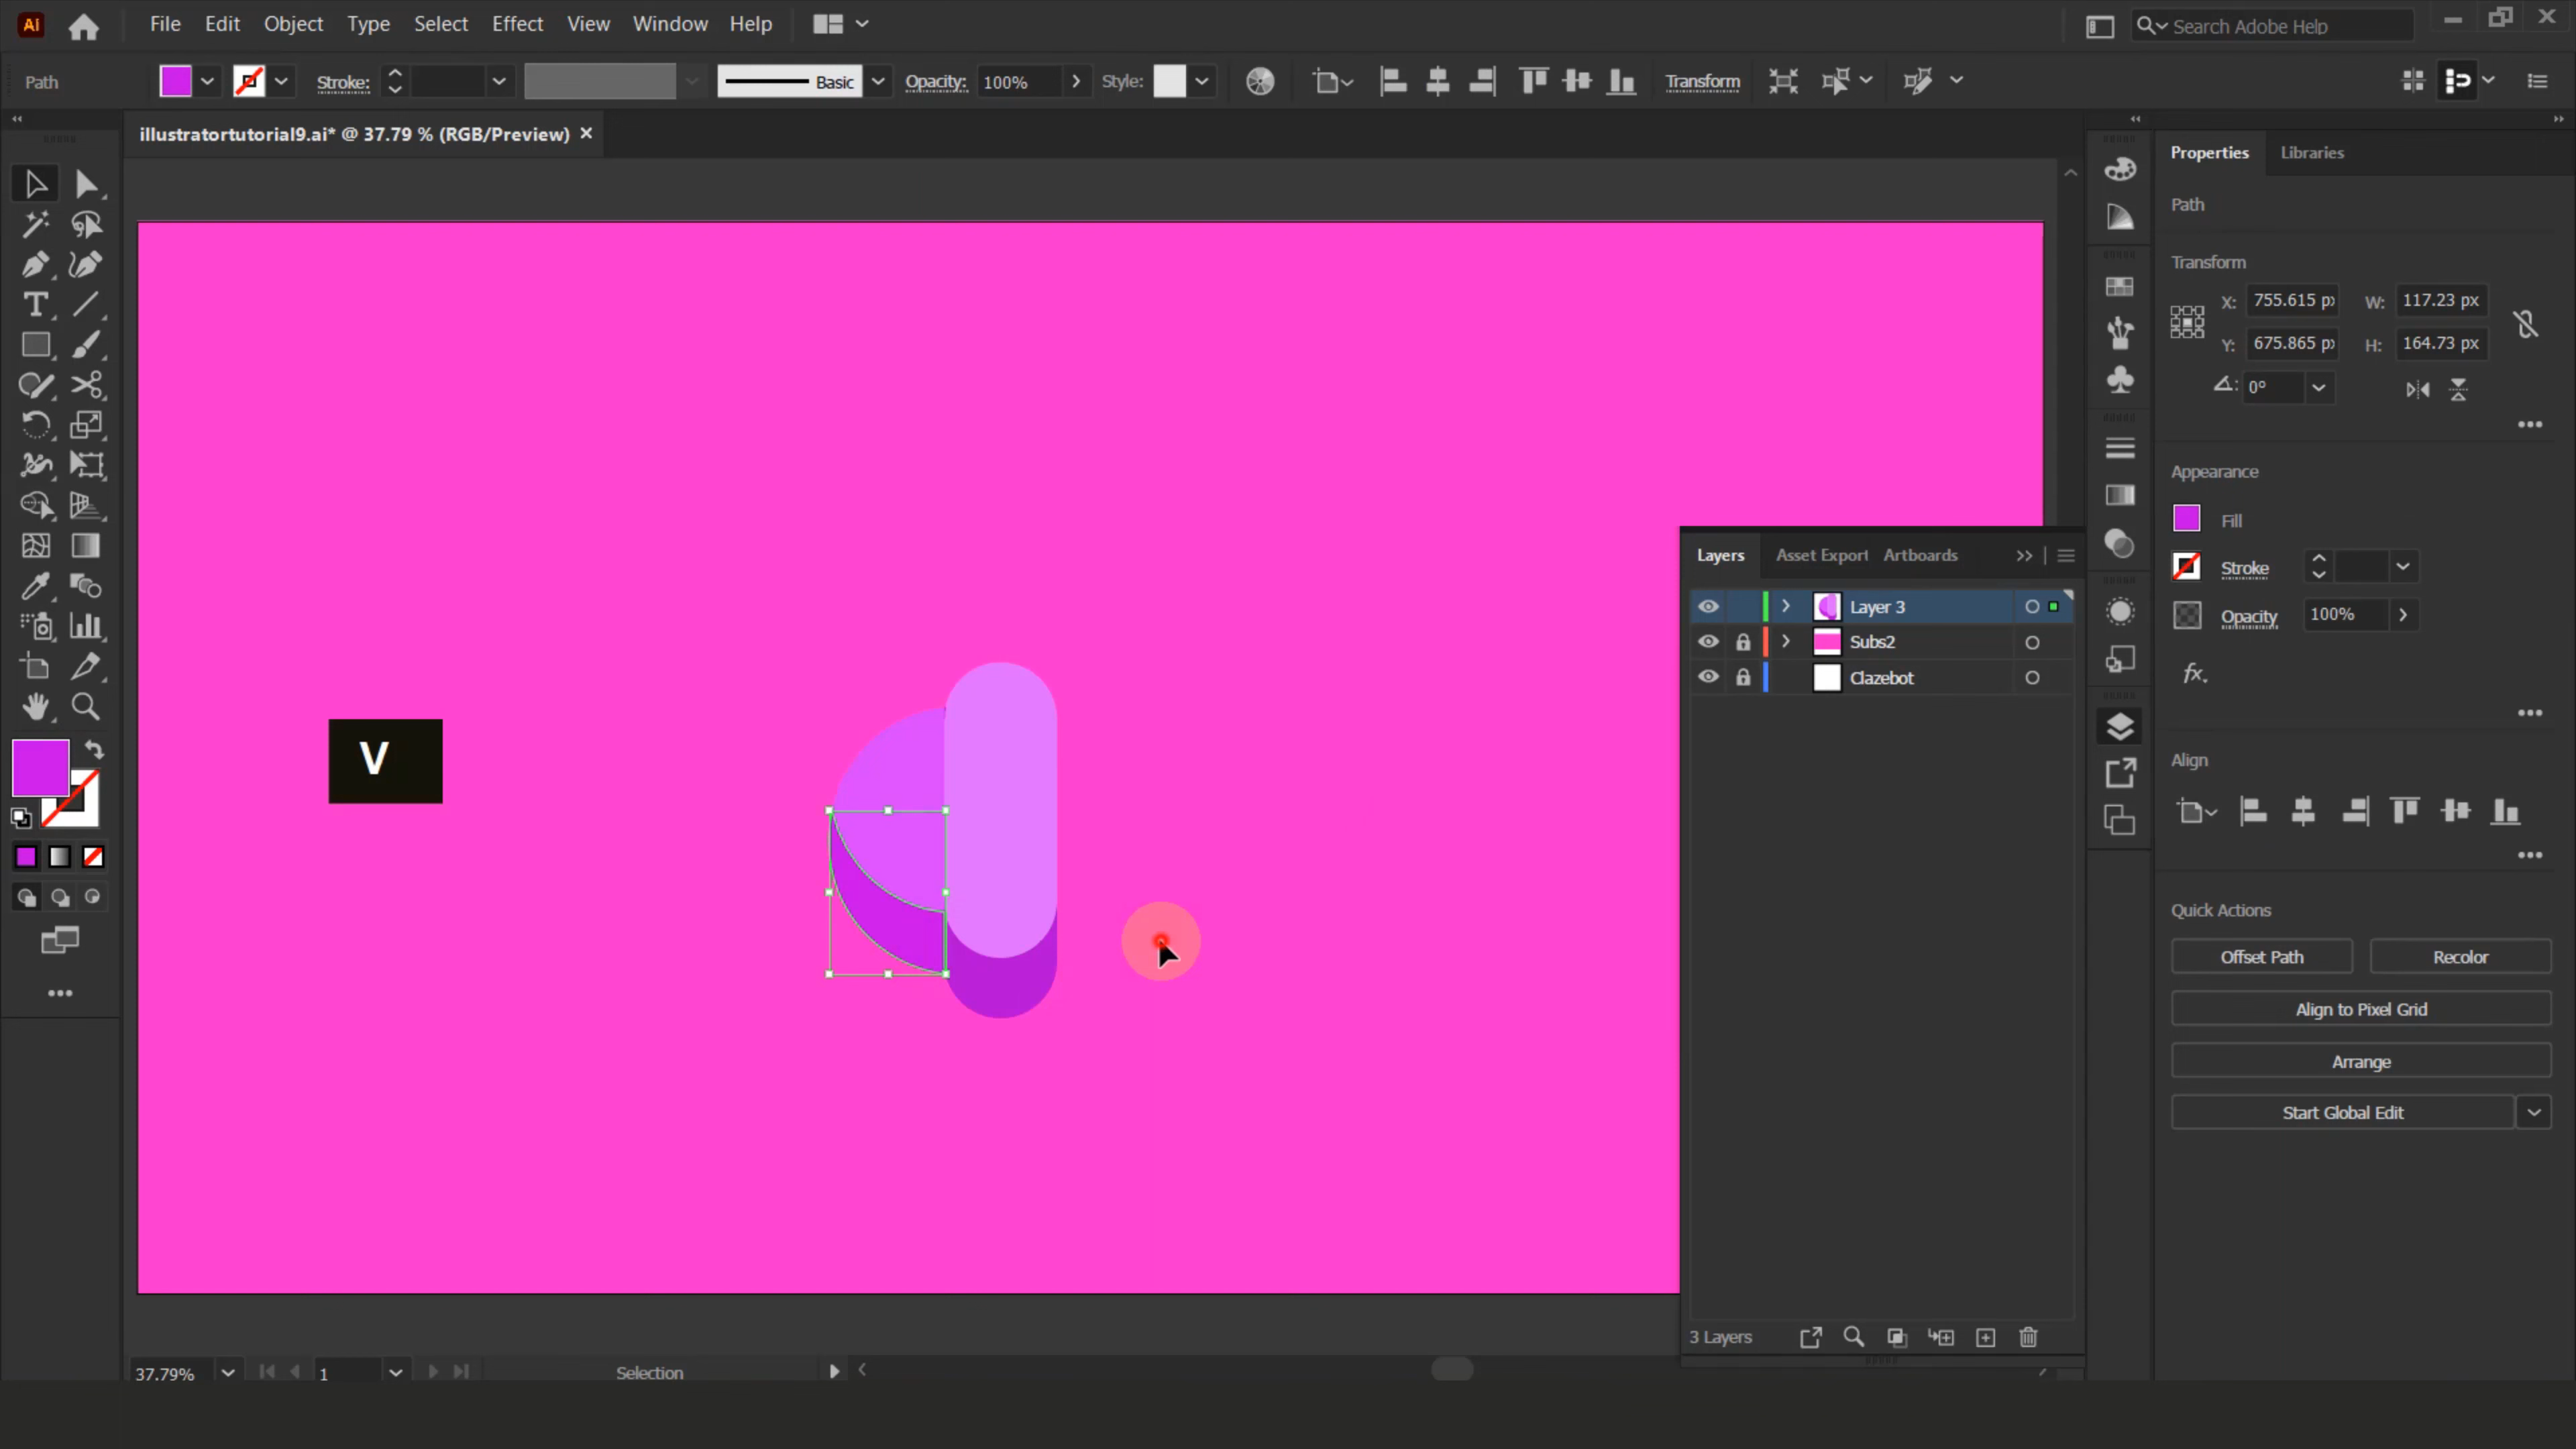 Ai File Edit Object Type Select Effect View Window Help Search Adobe Help
Path Stroke: Basic Opacity: 100% Style: Transform
illustratortutorial9.ai* @ 37.79 % (RGB/Preview) ×
Properties Libraries
Path
Transform
X: 755.615 p W: 117.23 px
Y: 675.865 p H: 164.73 px
0°
Appearance
Fill
Stroke
Opacity 100%
fx.
Align
Quick Actions
Offset Path Recolor
Align to Pixel Grid
Arrange
Start Global Edit
Layers Asset Export Artboards
Layer 3
Subs2
Clazebot
3 Layers
V
37.79% 1 Selection